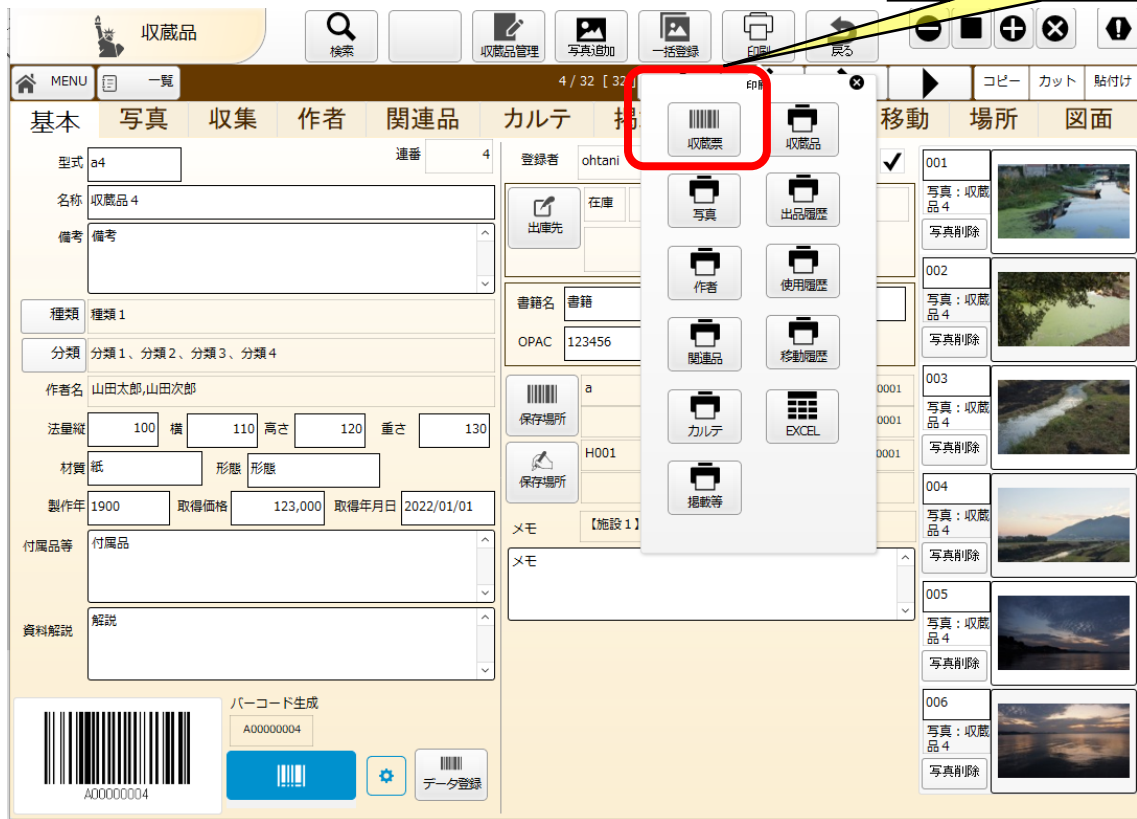 収蔵品
検索
収蔵品管理
写真追加
一括登録
印刷
戻る
MENU
一覧
4 / 32 [ 32 ]
コピー
カット
貼付け
基本
写真
収集
作者
関連品
カルテ
移動
場所
図面
型式 a4
連番 4
名称 収蔵品4
備考 備考
種類 種類1
分類 分類1、分類2、分類3、分類4
作者名 山田太郎,山田次郎
法量縦 100 横 110 高さ 120 重さ 130
材質 紙 形態 形態
製作年 1900 取得価格 123,000 取得年月日 2022/01/01
付属品等 付属品
資料解説 解説
A00000004
バーコード生成
A00000004
データ登録
登録者 ohtani
出庫先
在庫
書籍名 書籍
OPAC 123456
保存場所
a
0001
0001
保存場所
H001
0001
メモ 【施設1】
メモ
収蔵票
収蔵品
写真
出品履歴
作者
使用履歴
関連品
移動履歴
カルテ
EXCEL
掲載等
001
写真：収蔵
品4
写真削除
002
写真：収蔵
品4
写真削除
003
写真：収蔵
品4
写真削除
004
写真：収蔵
品4
写真削除
005
写真：収蔵
品4
写真削除
006
写真：収蔵
品4
写真削除